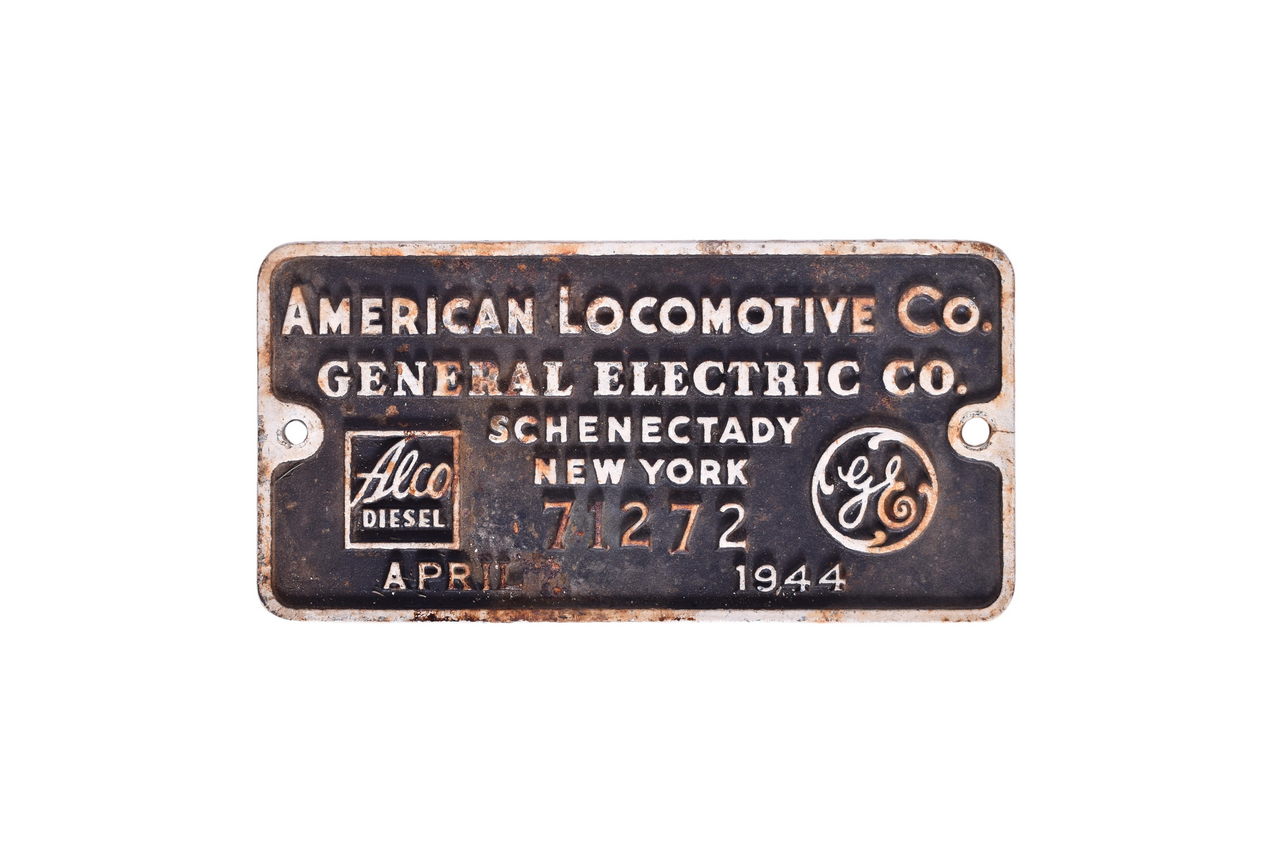 AMERICAN LOCOMOTIVE CO.
GENERAL ELECTRIC CO.
SCHENECTADY
NEW YORK
Alco
DIESEL
71272
GE
APRIL 1944